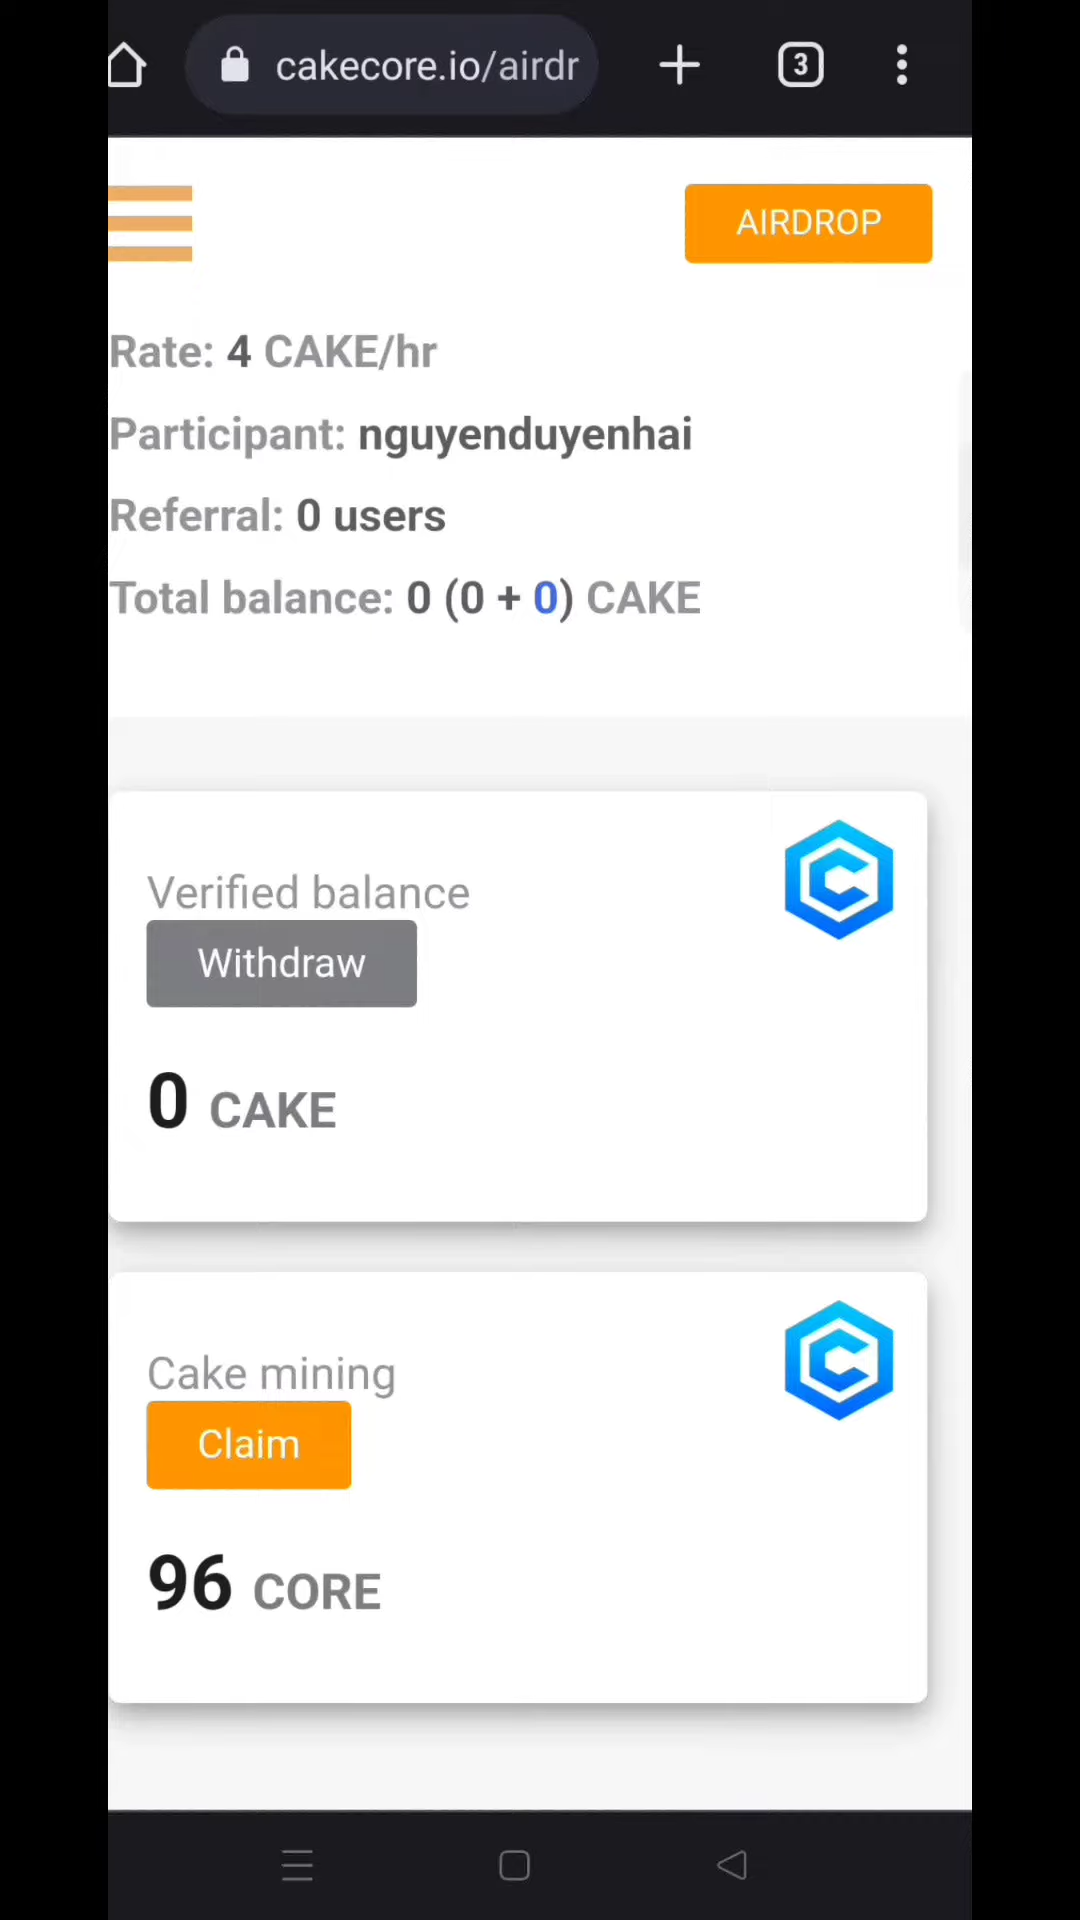 cakecore.io/airdr
3
AIRDROP
Rate: 4 CAKE/hr
Participant: nguyenduyenhai
Referral: 0 users
Total balance: 0 (0 + 0) CAKE
Verified balance
Withdraw
0 CAKE
Cake mining
Claim
96 CORE